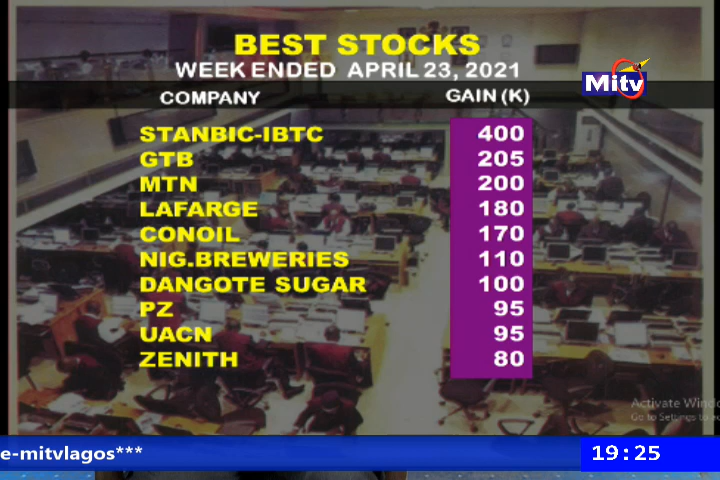 BEST STOCKS
WEEK ENDED APRIL 23, 2021
Mitv
COMPANY GAIN (K)
STANBIC-IBTC 400
GTB 205
MTN 200
LAFARGE 180
CONOIL 170
NIG.BREWERIES 110
DANGOTE SUGAR 100
PZ 95
UACN 95
ZENITH 80
Activate Windo
Go to Settings to ac
e-mitvlagos***
19:25